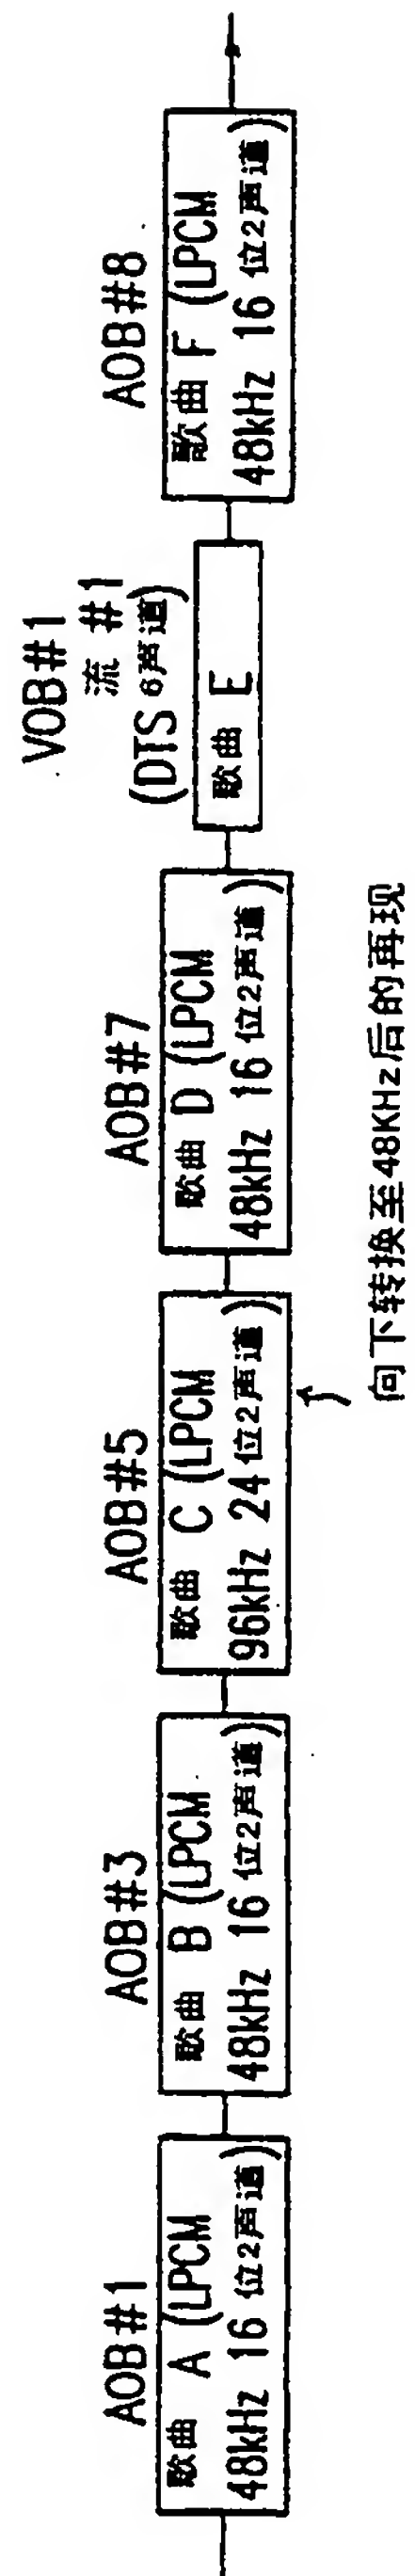 AOB#1
歌曲 A (LPCM
48kHz 16 位2声道)
AOB#3
歌曲 B (LPCM
48kHz 16 位2声道)
AOB#5
歌曲 C (LPCM
96kHz 24 位2声道)
向下转换至48KHz后的再现
AOB#7
歌曲 D (LPCM
48kHz 16 位2声道)
VOB#1
流 #1
(DTS 6声道)
歌曲 E
AOB#8
歌曲 F (LPCM
48kHz 16 位2声道)